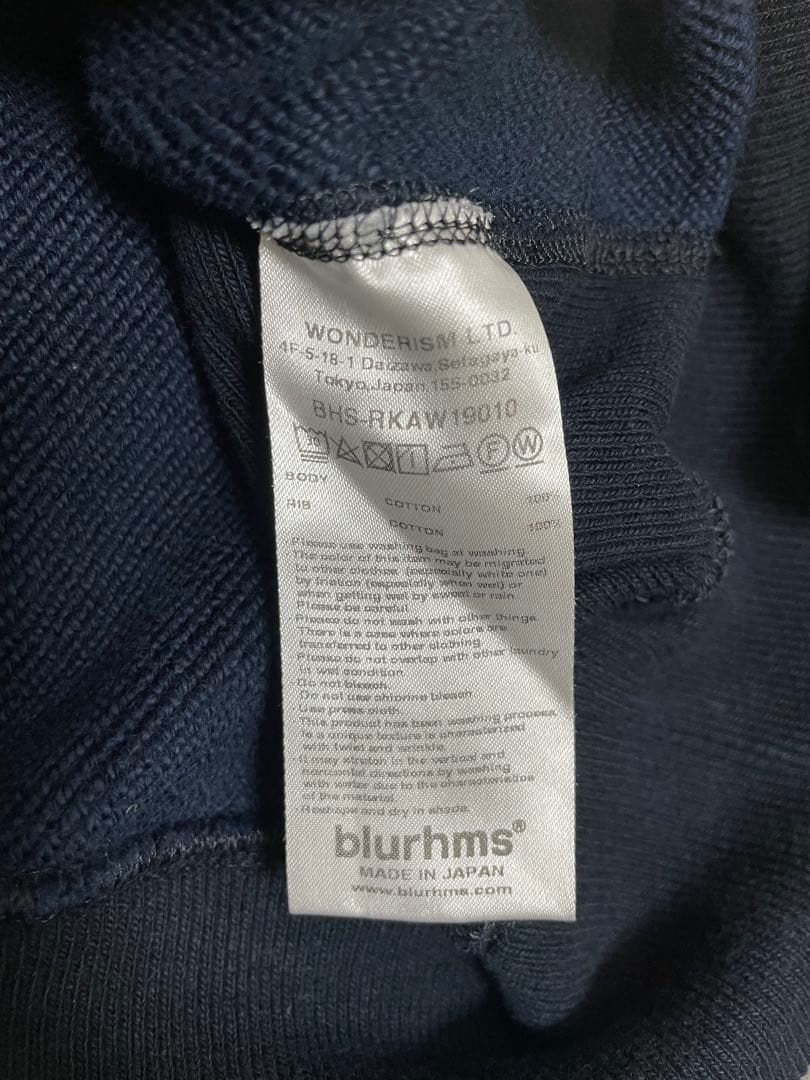 WONDERISM LTD.
4F-5-18-1 Daizawa,Setagaya-ku
Tokyo,Japan,155-0032
BHS-RKAW19010
30 F W
BODY COTTON 100%
RIB COTTON 100%
Please use washing bag at washing.
The color of this item may be migrated
to other clothes (especially white one)
by friation (especially when wet) or
when getting wet by sweat or rain.
Please be careful.
Please do not wash with other things.
There is a case where colors are
transferred to other clothing.
Please do not overlap with other laundry
in wet condition.
Do not bleach.
Do not use chlorine bleach.
Use press cloth.
This product has been washing process.
Is a unique texture is characterized
with twist and wrinkle.
It may stretch in the vertical and
horizontal directions by washing
with water due to the characteristics
of the material.
Reshape and dry in shade.
blurhms®
MADE IN JAPAN
www.blurhms.com